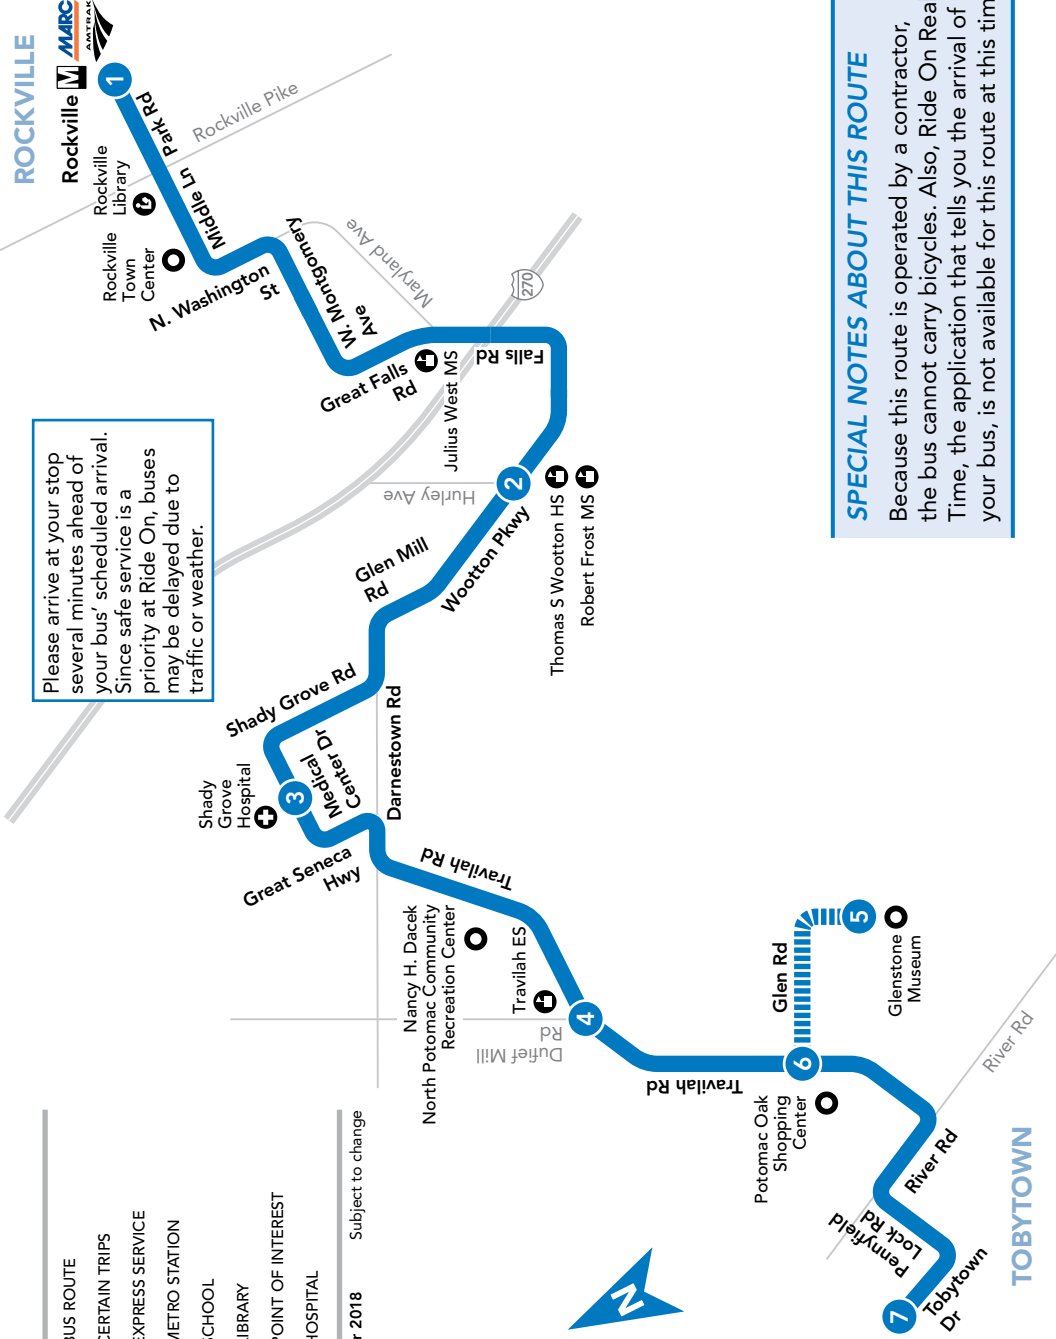 ROCKVILLE
Rockville M
MARC
AMTRAK
1
Park Rd
Rockville Pike
Rockville
Library
Middle Ln
Rockville
Town
Center
N. Washington
St
W. Montgomery
Ave
Maryland Ave
270
Great Falls
Rd
Julius West MS
Falls Rd
Please arrive at your stop
several minutes ahead of
your bus' scheduled arrival.
Since safe service is a
priority at Ride On, buses
may be delayed due to
traffic or weather.
Hurley Ave
2
Wootton Pkwy
Thomas S Wootton HS
Robert Frost MS
Glen Mill
Rd
Shady Grove Rd
Darnestown Rd
Medical
Center Dr
3
Shady
Grove
Hospital
Great Seneca
Hwy
Travilah Rd
Nancy H. Dacek
North Potomac Community
Recreation Center
Travilah ES
4
Dufief Mill
Rd
Travilah Rd
Glen Rd
5
Glenstone
Museum
6
Potomac Oak
Shopping
Center
River Rd
River Rd
Pennyfield
Lock Rd
Tobytown
Dr
7
TOBYTOWN
N
SPECIAL NOTES ABOUT THIS ROUTE
Because this route is operated by a contractor,
the bus cannot carry bicycles. Also, Ride On Rea
Time, the application that tells you the arrival of
your bus, is not available for this route at this tim
BUS ROUTE
CERTAIN TRIPS
EXPRESS SERVICE
METRO STATION
SCHOOL
LIBRARY
POINT OF INTEREST
HOSPITAL
r 2018
Subject to change